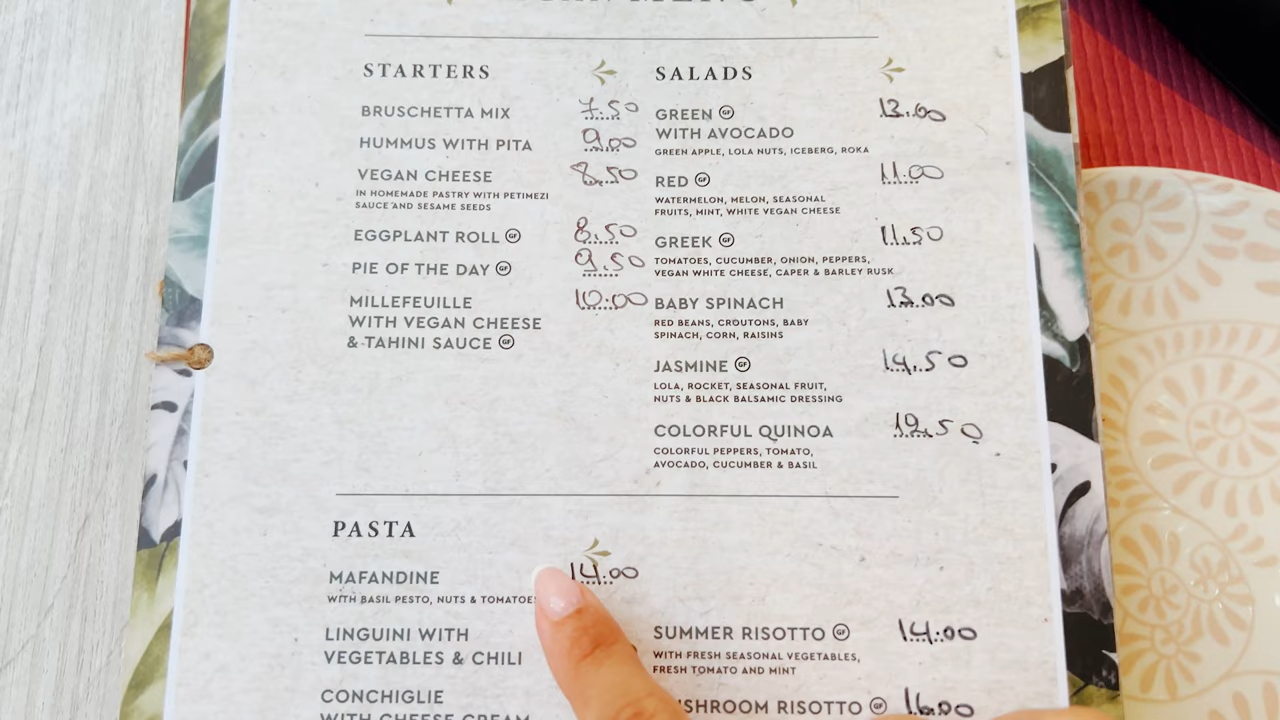 MENU
STARTERS
BRUSCHETTA MIX 7.50
HUMMUS WITH PITA 9.00
VEGAN CHEESE 8.50
IN HOMEMADE PASTRY WITH PETIMEZI
SAUCE AND SESAME SEEDS
EGGPLANT ROLL GF 8.50
PIE OF THE DAY GF 9.50
MILLEFEUILLE 10.00
WITH VEGAN CHEESE
& TAHINI SAUCE GF
SALADS
GREEN GF 13.00
WITH AVOCADO
GREEN APPLE, LOLA NUTS, ICEBERG, ROKA
RED GF 11.00
WATERMELON, MELON, SEASONAL
FRUITS, MINT, WHITE VEGAN CHEESE
GREEK GF 11.50
TOMATOES, CUCUMBER, ONION, PEPPERS,
VEGAN WHITE CHEESE, CAPER & BARLEY RUSK
BABY SPINACH 13.00
RED BEANS, CROUTONS, BABY
SPINACH, CORN, RAISINS
JASMINE GF 14.50
LOLA, ROCKET, SEASONAL FRUIT,
NUTS & BLACK BALSAMIC DRESSING
COLORFUL QUINOA 12.50
COLORFUL PEPPERS, TOMATO,
AVOCADO, CUCUMBER & BASIL
PASTA
MAFANDINE 14.00
WITH BASIL PESTO, NUTS & TOMATOES
LINGUINI WITH
VEGETABLES & CHILI
CONCHIGLIE
WITH CHEESE CREAM
SUMMER RISOTTO GF 14.00
WITH FRESH SEASONAL VEGETABLES,
FRESH TOMATO AND MINT
MUSHROOM RISOTTO GF 16.00